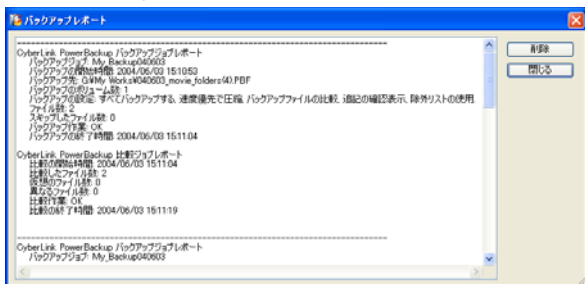 バックアップレポート
削除
閉じる
CyberLink PowerBackup バックアップジョブレポート
バックアップジョブ: My_Backup040603
バックアップの開始時間: 2004/06/03 15:10:53
バックアップ先: G:¥My Works¥040603_movie_folders(4).PBF
バックアップのボリューム数: 1
バックアップの設定: すべてバックアップする、速度優先で圧縮、バックアップファイルの比較、追記の確認表示、除外リストの使用
ファイル数: 2
スキップしたファイル数: 0
バックアップ作業: OK
バックアップの終了時間: 2004/06/03 15:11:04
CyberLink PowerBackup 比較ジョブレポート
比較の開始時間: 2004/06/03 15:11:04
比較したファイル数: 2
仮想のファイル数: 0
異なるファイル数: 0
比較作業: OK
比較の終了時間: 2004/06/03 15:11:19
CyberLink PowerBackup バックアップジョブレポート
バックアップジョブ: My_Backup040603